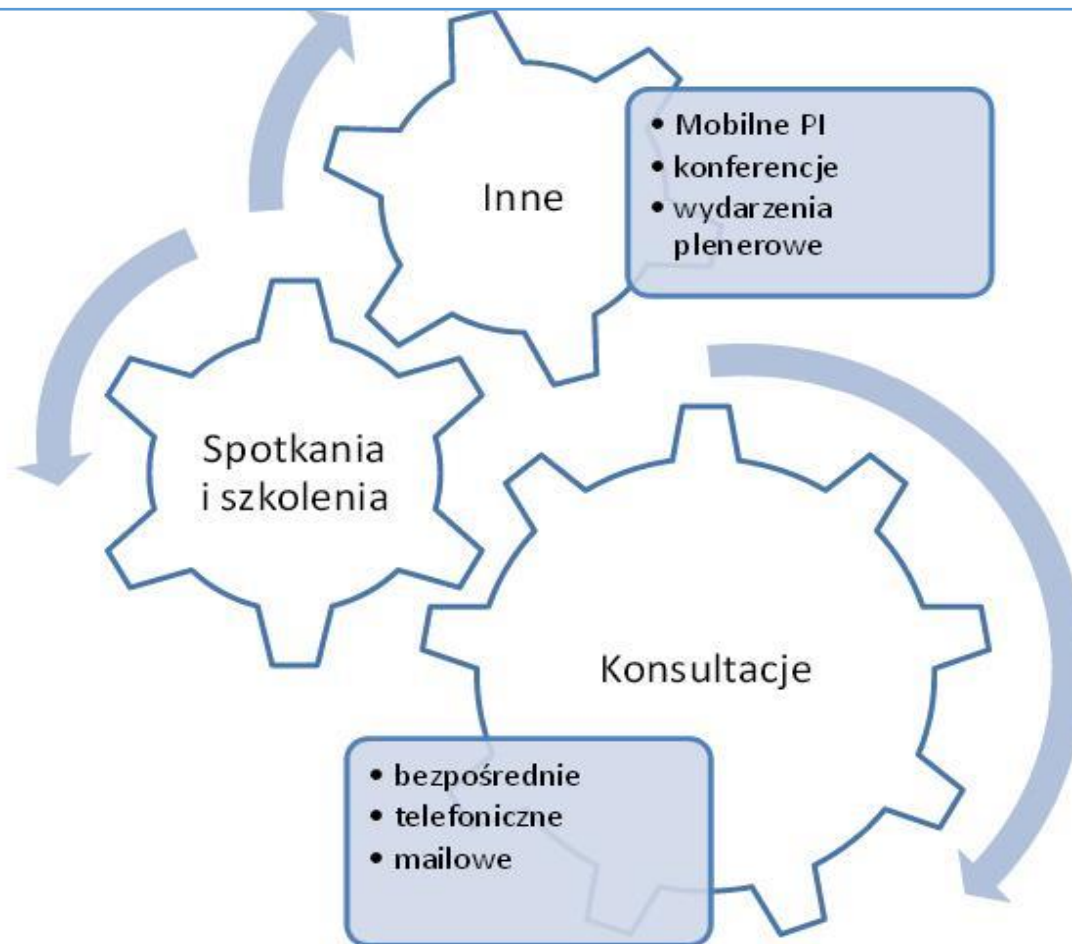 Inne
• Mobilne PI
• konferencje
• wydarzenia
plenerowe
Spotkania
i szkolenia
Konsultacje
• bezpośrednie
• telefoniczne
• mailowe